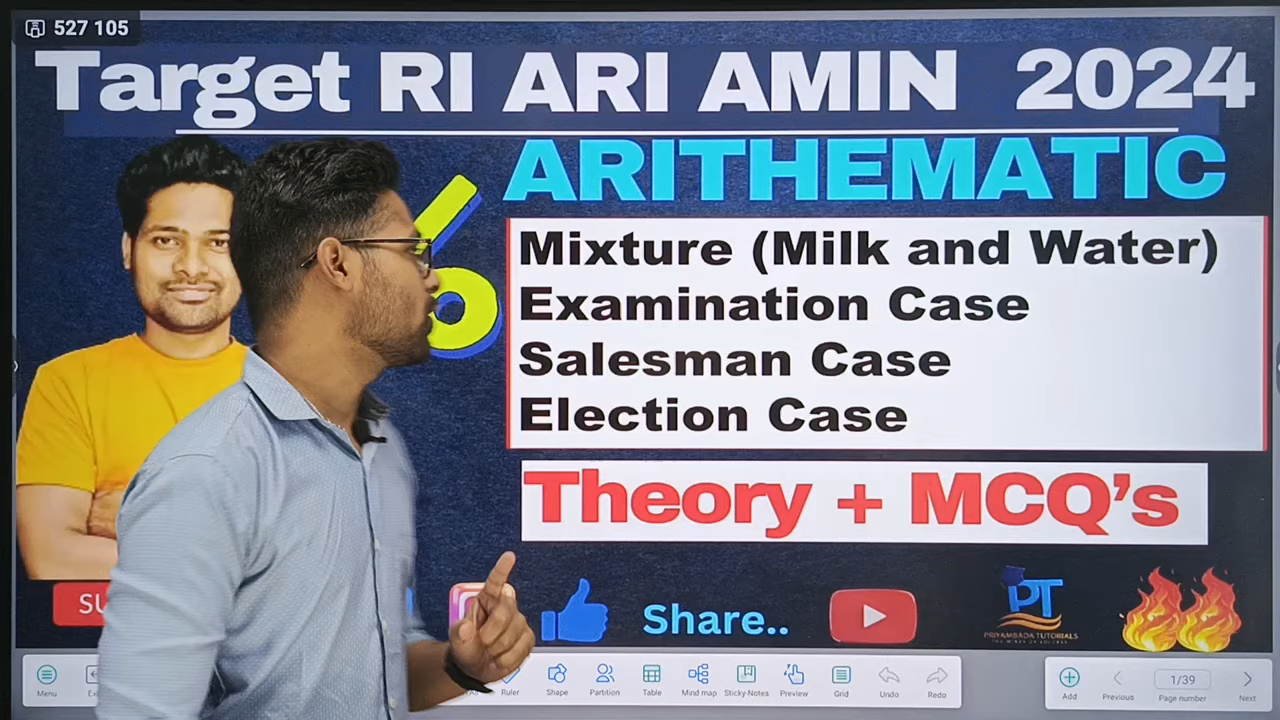 527 105
Target RI ARI AMIN 2024
ARITHEMATIC
Mixture (Milk and Water)
Examination Case
Salesman Case
Election Case
Theory + MCQ's
Share..
PT
PRIYAMBADA TUTORIALS
SU
Menu
Ruler
Shape
Partition
Table
Mind map
Sticky-Notes
Preview
Grid
Undo
Redo
Add
Previous
1/39
Page number
Next